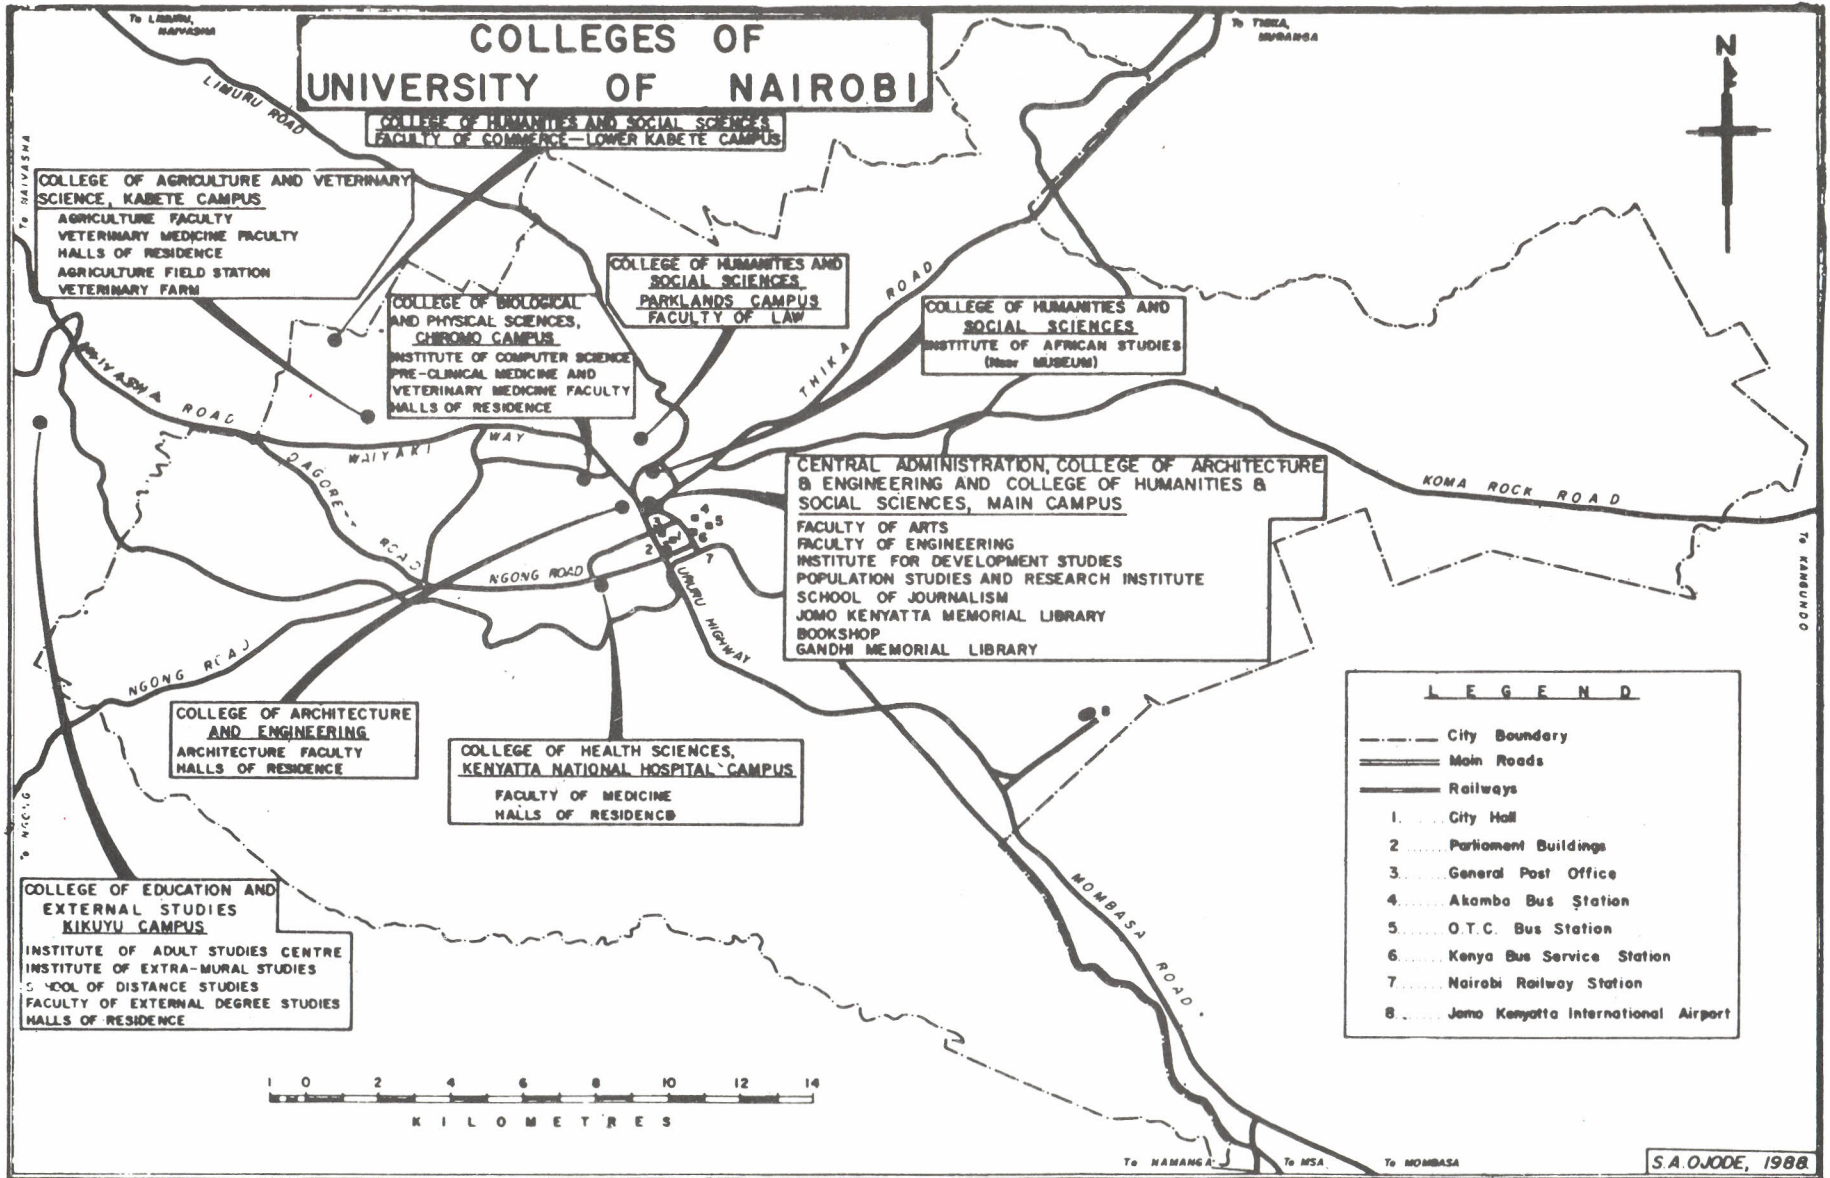 To LIMURU,
NAIVASHA
COLLEGES OF
UNIVERSITY OF NAIROBI
To THIKA,
MURANGA
N
LIMURU ROAD
COLLEGE OF HUMANITIES AND SOCIAL SCIENCES
FACULTY OF COMMERCE—LOWER KABETE CAMPUS
To NAIVASHA
COLLEGE OF AGRICULTURE AND VETERINARY
SCIENCE, KABETE CAMPUS
AGRICULTURE FACULTY
VETERINARY MEDICINE FACULTY
HALLS OF RESIDENCE
AGRICULTURE FIELD STATION
VETERINARY FARM
COLLEGE OF BIOLOGICAL
AND PHYSICAL SCIENCES,
CHIROMO CAMPUS
INSTITUTE OF COMPUTER SCIENCE
PRE-CLINICAL MEDICINE AND
VETERINARY MEDICINE FACULTY
HALLS OF RESIDENCE
COLLEGE OF HUMANITIES AND
SOCIAL SCIENCES
PARKLANDS CAMPUS
FACULTY OF LAW
THIKA ROAD
COLLEGE OF HUMANITIES AND
SOCIAL SCIENCES
INSTITUTE OF AFRICAN STUDIES
(Near MUSEUM)
NAIVASHA ROAD
WAIYAKI WAY
DAGORETTI ROAD
KOMA ROCK ROAD
To KANGUNDO
CENTRAL ADMINISTRATION, COLLEGE OF ARCHITECTURE
& ENGINEERING AND COLLEGE OF HUMANITIES &
SOCIAL SCIENCES, MAIN CAMPUS
FACULTY OF ARTS
FACULTY OF ENGINEERING
INSTITUTE FOR DEVELOPMENT STUDIES
POPULATION STUDIES AND RESEARCH INSTITUTE
SCHOOL OF JOURNALISM
JOMO KENYATTA MEMORIAL LIBRARY
BOOKSHOP
GANDHI MEMORIAL LIBRARY
4
5
3
1
6
2
7
NGONG ROAD
UHURU HIGHWAY
NGONG ROAD
To NGONG
COLLEGE OF ARCHITECTURE
AND ENGINEERING
ARCHITECTURE FACULTY
HALLS OF RESIDENCE
COLLEGE OF HEALTH SCIENCES,
KENYATTA NATIONAL HOSPITAL CAMPUS
FACULTY OF MEDICINE
HALLS OF RESIDENCE
8
COLLEGE OF EDUCATION AND
EXTERNAL STUDIES
KIKUYU CAMPUS
INSTITUTE OF ADULT STUDIES CENTRE
INSTITUTE OF EXTRA-MURAL STUDIES
SCHOOL OF DISTANCE STUDIES
FACULTY OF EXTERNAL DEGREE STUDIES
HALLS OF RESIDENCE
MOMBASA ROAD
LEGEND
City Boundary
Main Roads
Railways
1. ..... City Hall
2 ....... Parliament Buildings
3 ....... General Post Office
4 ....... Akamba Bus Station
5 ....... O.T.C. Bus Station
6 ....... Kenya Bus Service Station
7 ....... Nairobi Railway Station
8 ....... Jomo Kenyatta International Airport
1 0 2 4 6 8 10 12 14
KILOMETRES
To NAMANGA
To MSA
To MOMBASA
S.A.OJODE, 1988.